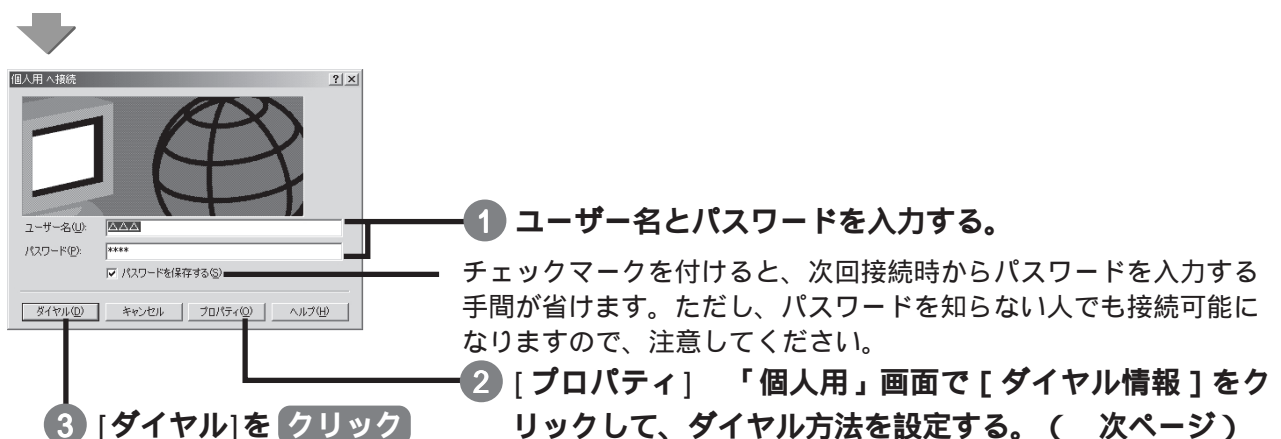 個人用 へ接続
? ×
ユーザー名(U): △△△
パスワード(P): ****
パスワードを保存する(S)
ダイヤル(D) キャンセル プロパティ(O) ヘルプ(H)
1 ユーザー名とパスワードを入力する。
チェックマークを付けると、次回接続時からパスワードを入力する
手間が省けます。ただし、パスワードを知らない人でも接続可能に
なりますので、注意してください。
2 [プロパティ] 「個人用」画面で[ダイヤル情報]をク
リックして、ダイヤル方法を設定する。( 次ページ)
3 [ダイヤル]を クリック